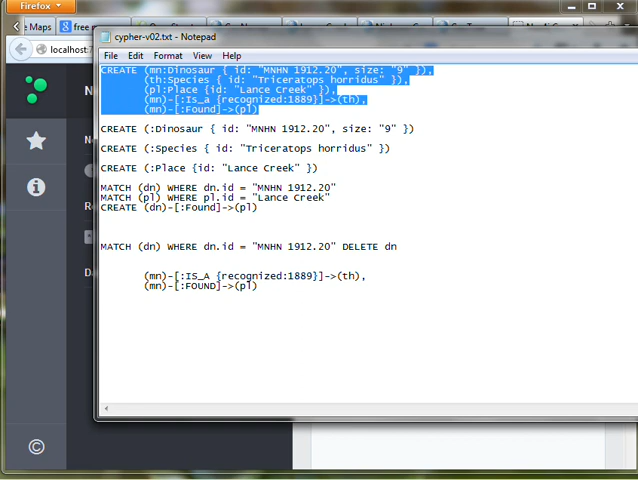 Firefox
Maps
free m
localhost:7
cypher-v02.txt - Notepad
File Edit Format View Help
CREATE (mn:Dinosaur { id: "MNHN 1912.20", size: "9" }),
(th:Species { id: "Triceratops horridus" }),
(pl:Place {id: "Lance Creek" }),
(mn)-[:Is_a {recognized:1889}]->(th),
(mn)-[:Found]->(pl)
CREATE (:Dinosaur { id: "MNHN 1912.20", size: "9" })
CREATE (:Species { id: "Triceratops horridus" })
CREATE (:Place {id: "Lance Creek" })
MATCH (dn) WHERE dn.id = "MNHN 1912.20"
MATCH (pl) WHERE pl.id = "Lance Creek"
CREATE (dn)-[:Found]->(pl)
MATCH (dn) WHERE dn.id = "MNHN 1912.20" DELETE dn
(mn)-[:IS_A {recognized:1889}]->(th),
(mn)-[:FOUND]->(pl)